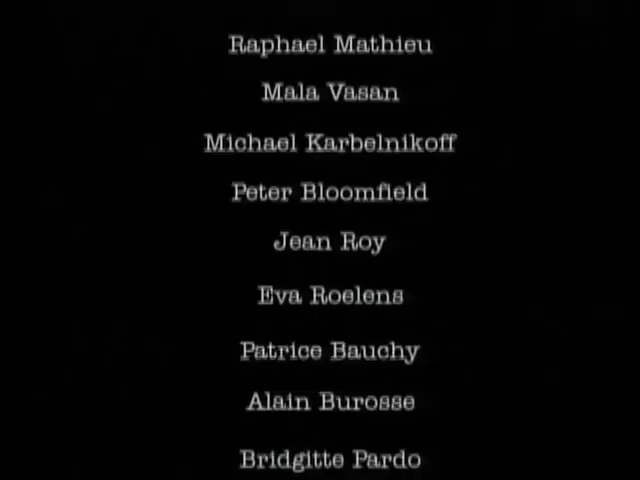 Raphael Mathieu
Mala Vasan
Michael Karbelnikoff
Peter Bloomfield
Jean Roy
Eva Roelens
Patrice Bauchy
Alain Burosse
Bridgitte Pardo